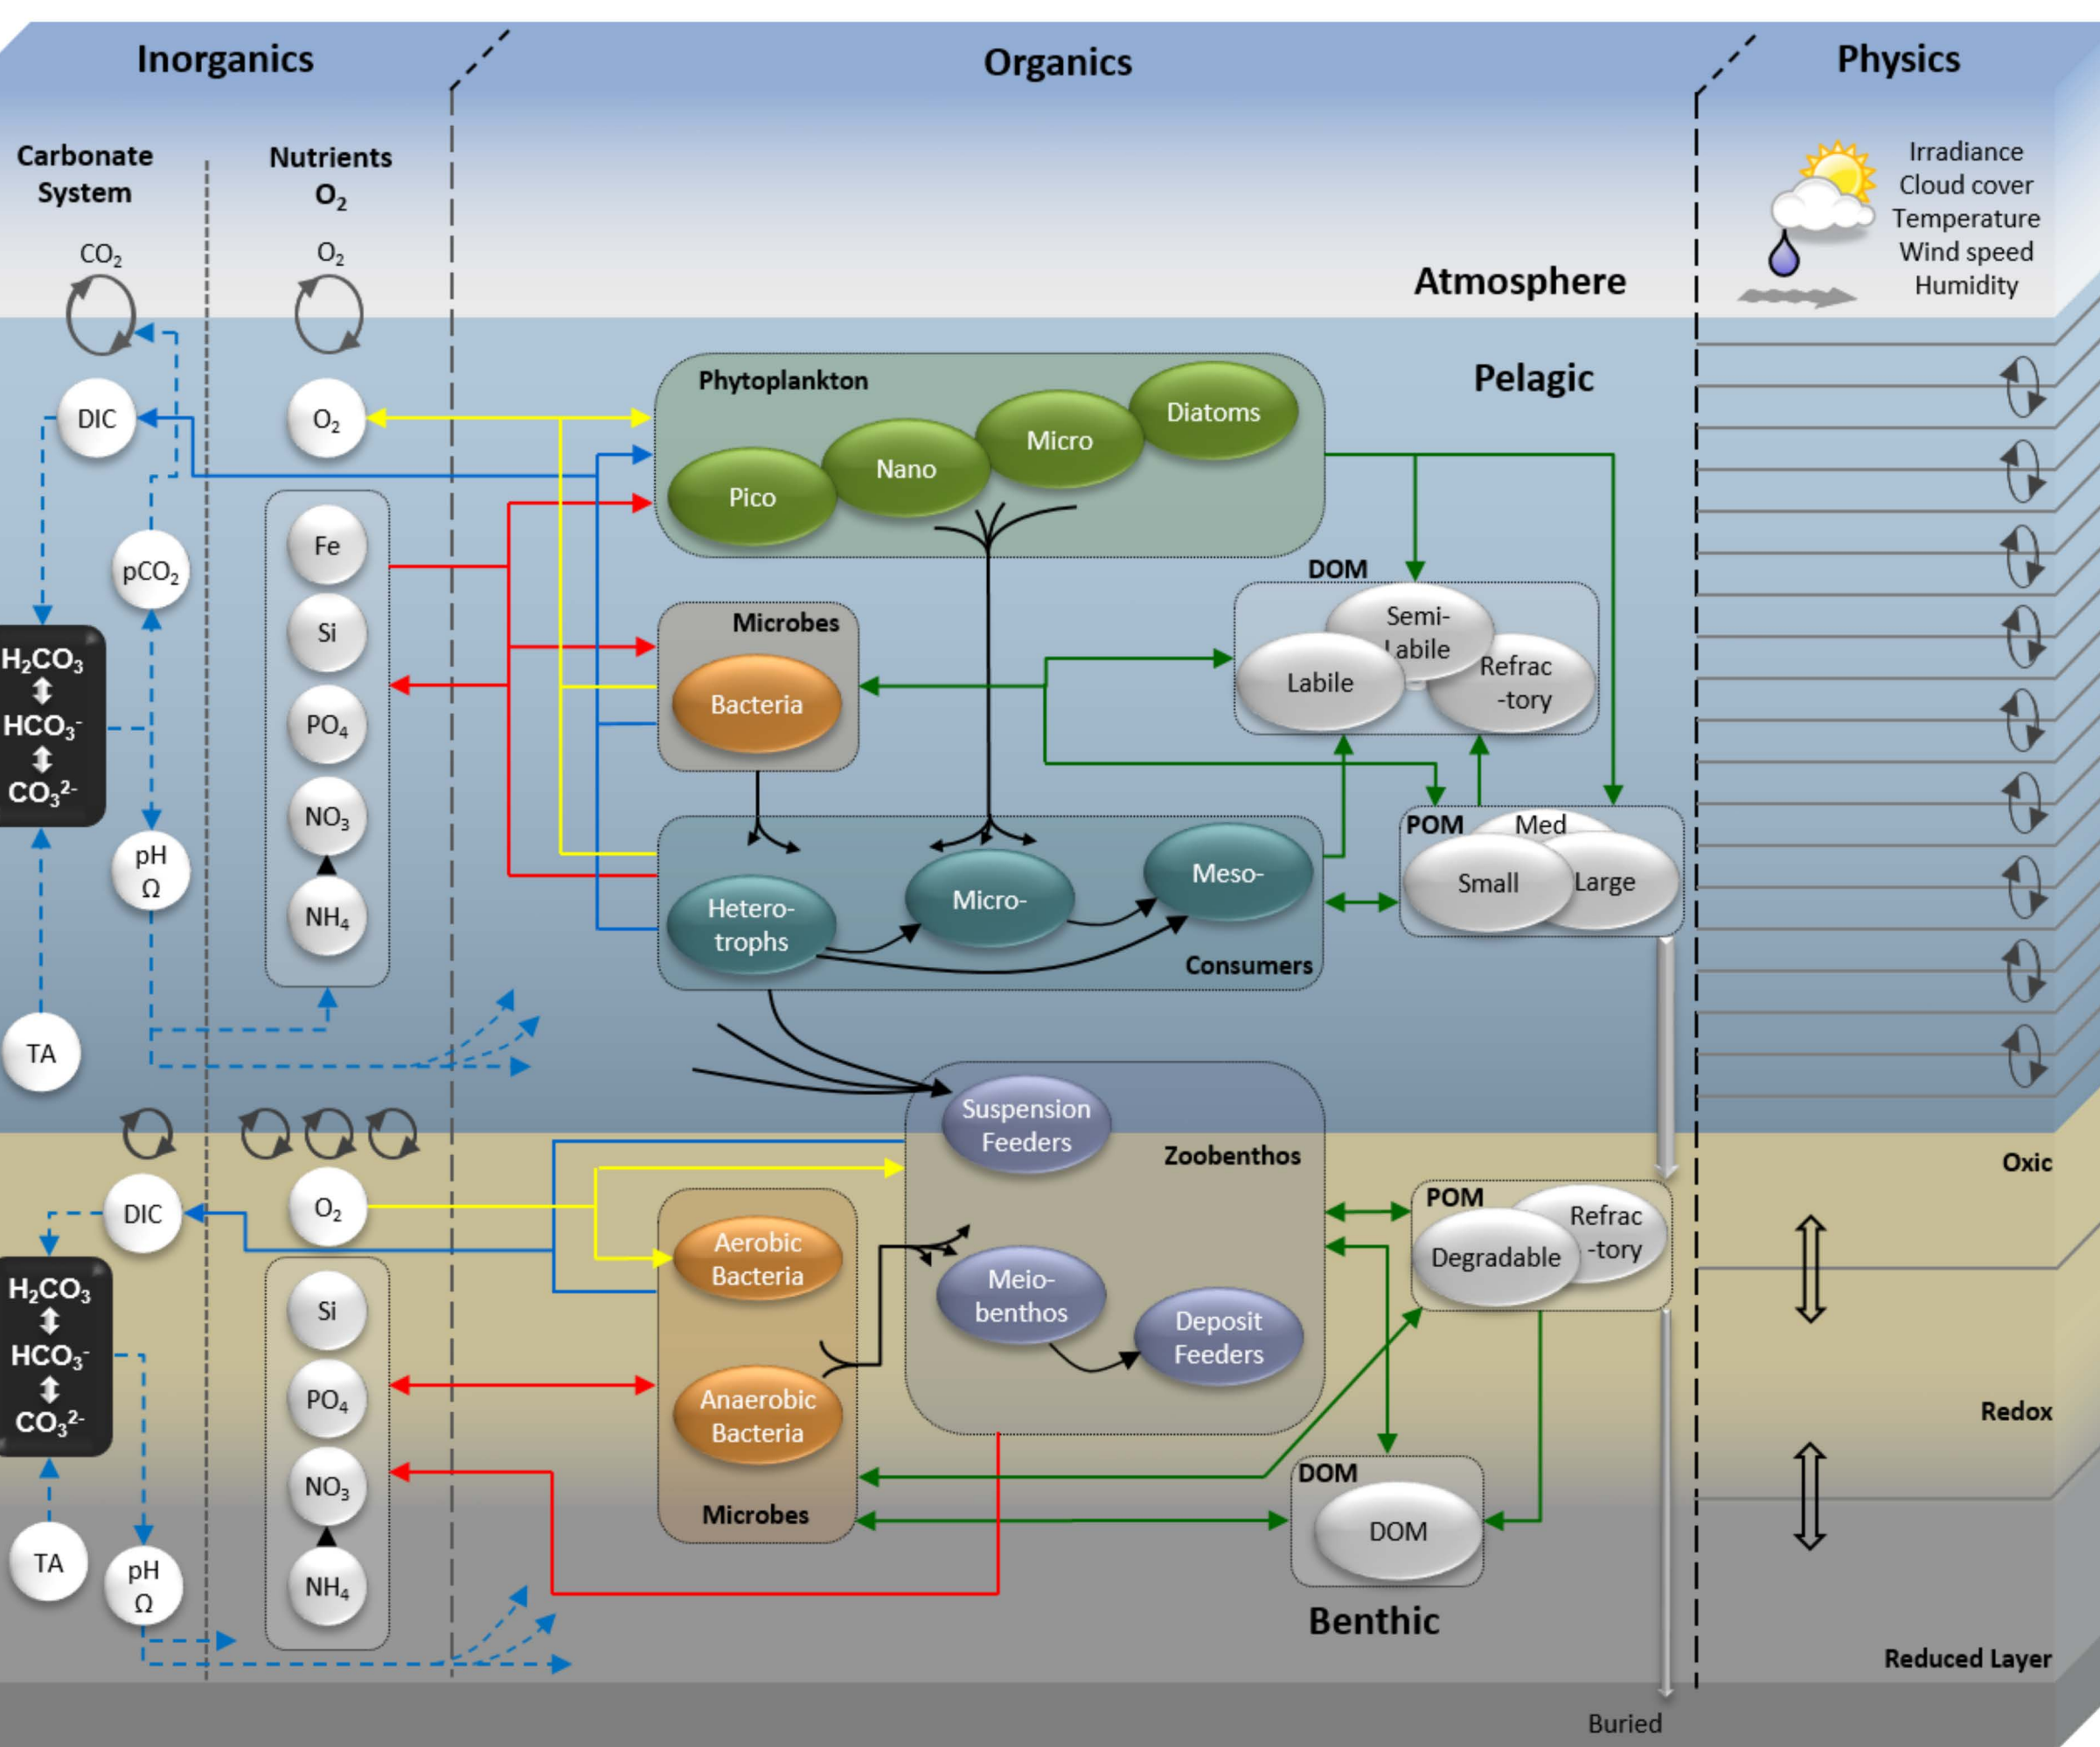 Inorganics
Organics
Physics
Carbonate
System
Nutrients
O₂
Irradiance
Cloud cover
Temperature
Wind speed
Humidity
CO₂
O₂
Atmosphere
Pelagic
DIC
O₂
Phytoplankton
Pico
Nano
Micro
Diatoms
Fe
Si
PO₄
NO₃
NH₄
pCO₂
H₂CO₃
HCO₃⁻
CO₃²⁻
pH
Ω
TA
Microbes
Bacteria
DOM
Semi-
Labile
Labile
Refrac
-tory
POM
Med
Small
Large
Hetero-
trophs
Micro-
Meso-
Consumers
Suspension
Feeders
Zoobenthos
Oxic
DIC
O₂
Aerobic
Bacteria
POM
Refrac
-tory
Degradable
H₂CO₃
HCO₃⁻
CO₃²⁻
Si
PO₄
NO₃
NH₄
Meio-
benthos
Deposit
Feeders
Anaerobic
Bacteria
Microbes
Redox
DOM
DOM
TA
pH
Ω
Benthic
Reduced Layer
Buried